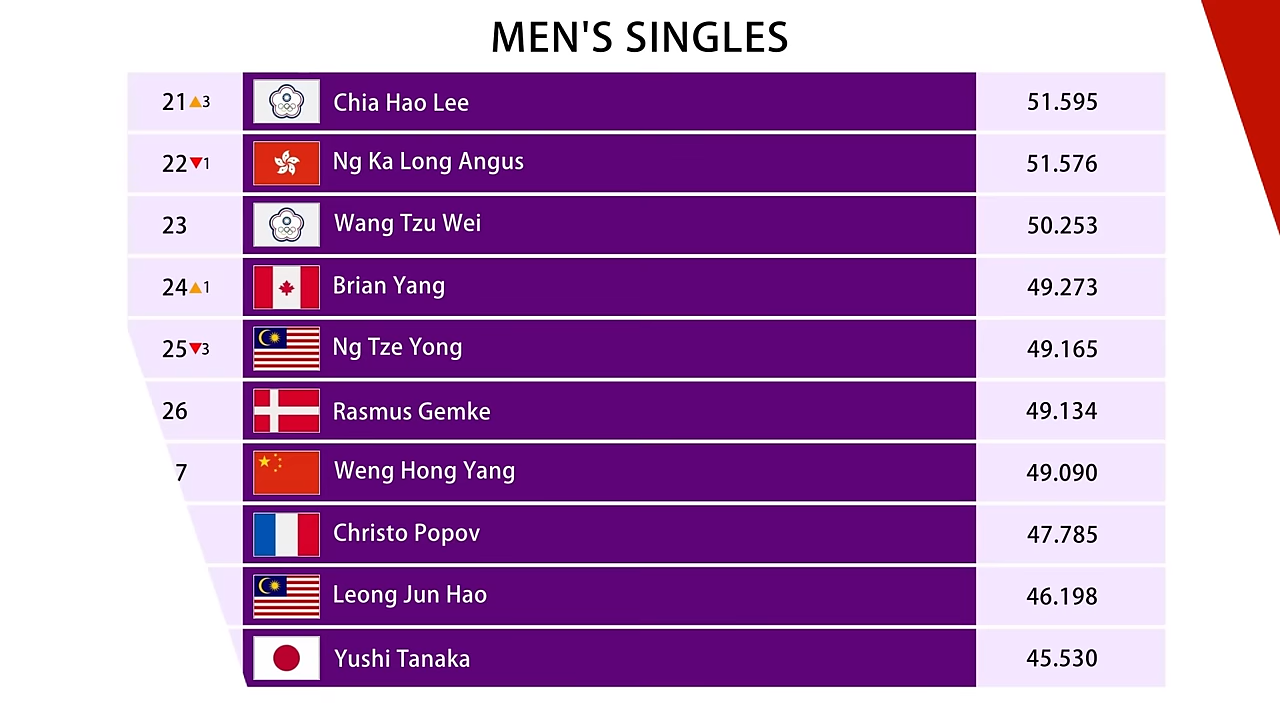 MEN'S SINGLES
21▲3 Chia Hao Lee 51.595
22▼1 Ng Ka Long Angus 51.576
23 Wang Tzu Wei 50.253
24▲1 Brian Yang 49.273
25▼3 Ng Tze Yong 49.165
26 Rasmus Gemke 49.134
7 Weng Hong Yang 49.090
Christo Popov 47.785
Leong Jun Hao 46.198
Yushi Tanaka 45.530